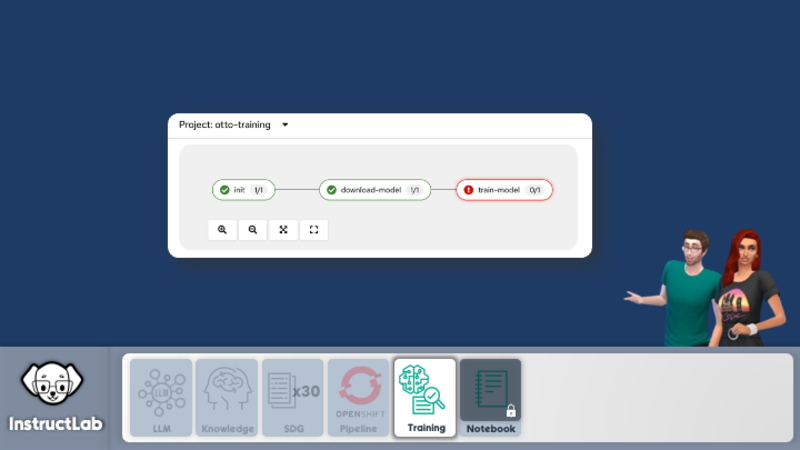 Project: otto-training
init 1/1
download-model 1/1
train-model 0/1
LLM
x30
OPENSHIFT
InstructLab
LLM
Knowledge
SDG
Pipeline
Training
Notebook